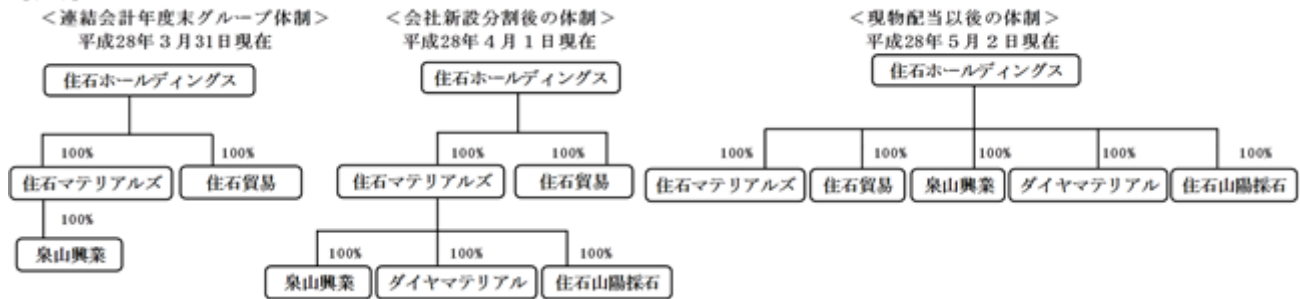 ＜連結会計年度末グループ体制＞
平成28年３月31日現在
住石ホールディングス
100%
100%
住石マテリアルズ
住石貿易
100%
泉山興業
＜会社新設分割後の体制＞
平成28年４月１日現在
住石ホールディングス
100%
100%
住石マテリアルズ
住石貿易
100%
100%
100%
泉山興業
ダイヤマテリアル
住石山陽採石
＜現物配当以後の体制＞
平成28年５月２日現在
住石ホールディングス
100%
100%
100%
100%
100%
住石マテリアルズ
住石貿易
泉山興業
ダイヤマテリアル
住石山陽採石